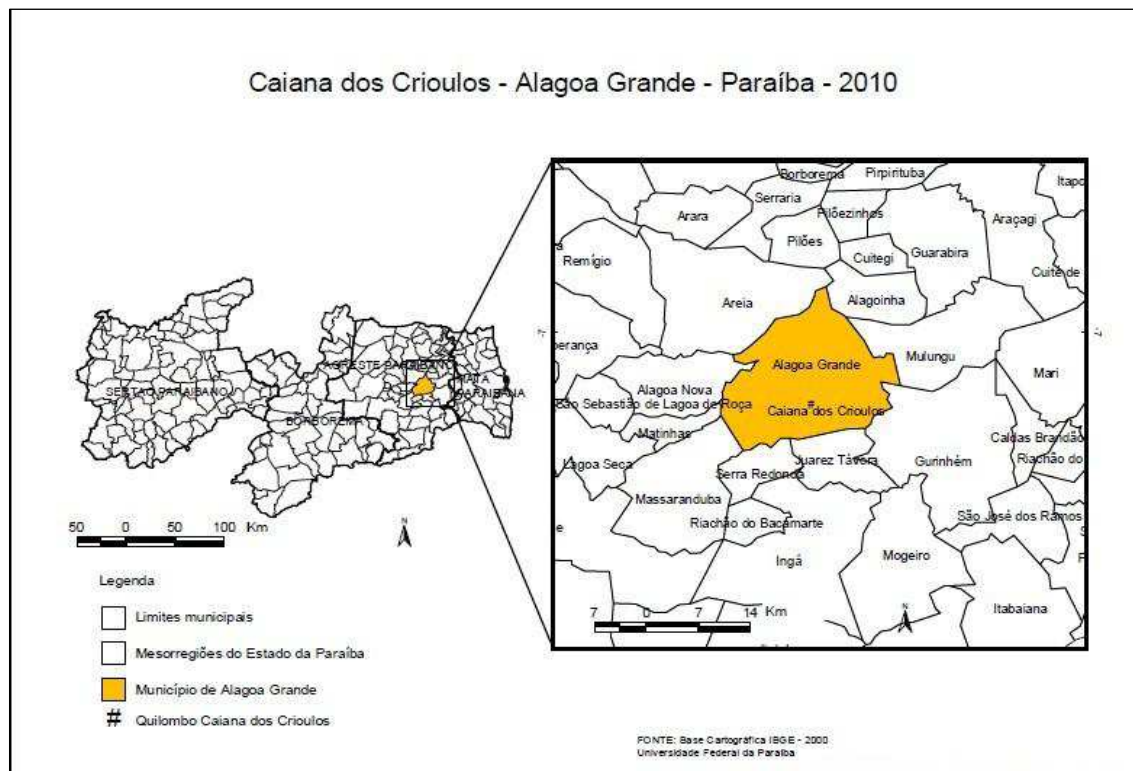 Caiana dos Crioulos - Alagoa Grande - Paraíba - 2010
SERTAO PARAIBANO
BORBOREMA
AGRESTE PARAIBANO
MATA
PARAIBANA
50 0 50 100 Km
N
Legenda
Limites municipais
Mesorregiões do Estado da Paraíba
Município de Alagoa Grande
# Quilombo Caiana dos Crioulos
Borborema
Pirpirituba
Itapo
Serraria
Arara
Pilõezinhos
Araçagi
Pilões
Remígio
Cuitegi
Guarabira
Cuité de
Areia
Alagoinha
-7
-7
perança
Mulungu
Alagoa Grande
Mari
Alagoa Nova
São Sebastião de Lagoa de Roça
#
Caiana dos Crioulos
Matinhas
Caldas Brandão
Lagoa Seca
Serra Redonda
Juarez Távora
Gurinhém
Riachão do
Massaranduba
Riachão do Bacamarte
São José dos Ramos
Ingá
Mogeiro
Itabaiana
7 0 7 14 Km
N
FONTE: Base Cartográfica IBGE - 2000
Universidade Federal da Paraíba